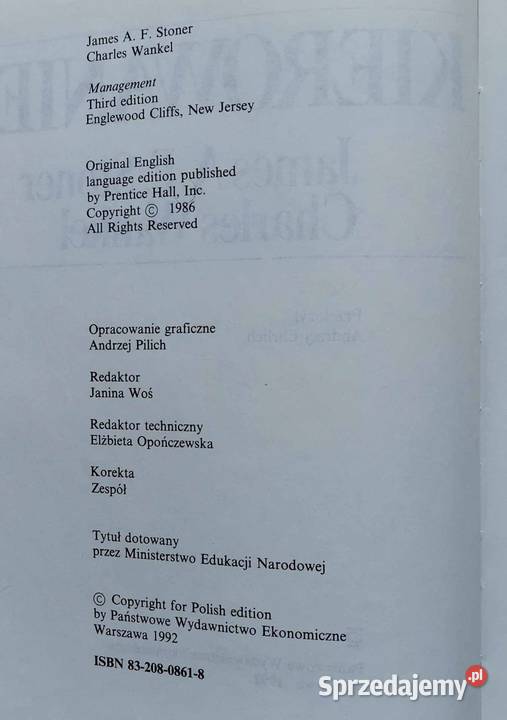 James A. F. Stoner
Charles Wankel
Management
Third edition
Englewood Cliffs, New Jersey
Original English
language edition published
by Prentice Hall, Inc.
Copyright © 1986
All Rights Reserved
Opracowanie graficzne
Andrzej Pilich
Redaktor
Janina Woś
Redaktor techniczny
Elżbieta Opończewska
Korekta
Zespół
Tytuł dotowany
przez Ministerstwo Edukacji Narodowej
© Copyright for Polish edition
by Państwowe Wydawnictwo Ekonomiczne
Warszawa 1992
ISBN 83-208-0861-8
Sprzedajemy.pl